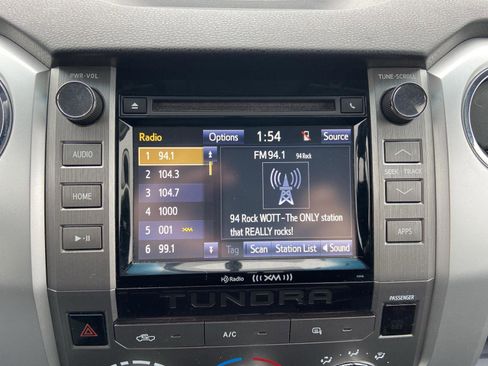 PWR•VOL
TUNE•SCROLL
Radio Options 1:54 Source
1 94.1
2 104.3
3 104.7
4 1000
5 001 XM
6 99.1
FM 94.1 94 Rock
94 Rock WOTT-The ONLY station
that REALLY rocks!
Tag Scan Station List Sound
AUDIO
HOME
SEEK TRACK
APPS
HD Radio ((XM))
TUNDRA
PASSENGER
A/C